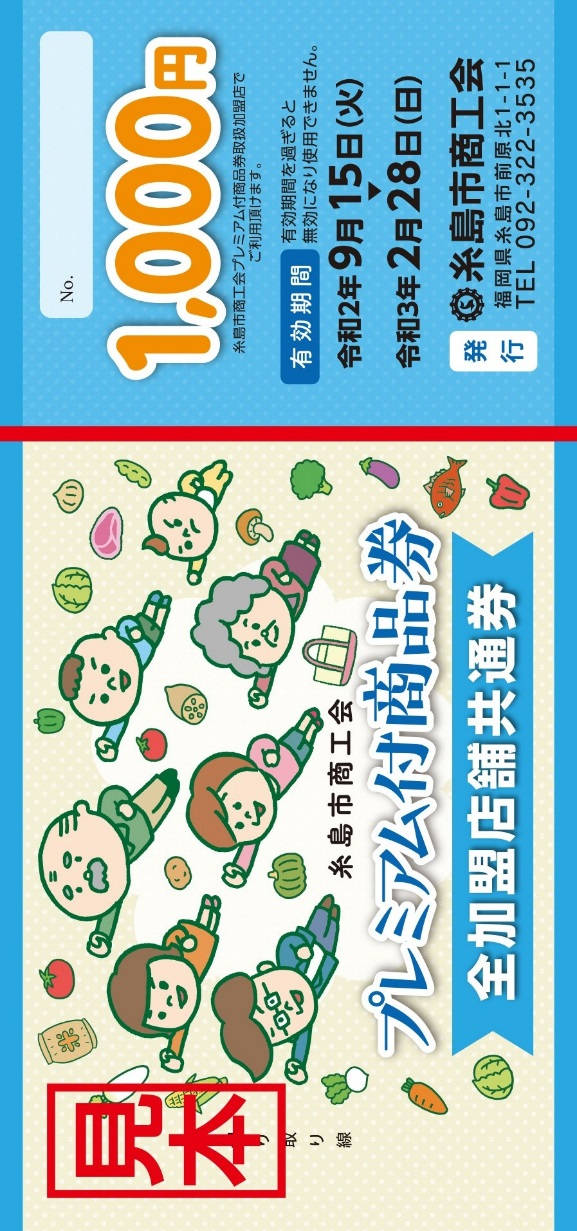 見本
り取り線
糸島市商工会
プレミアム付商品券
全加盟店舗共通券
No.
1,000円
糸島市商工会プレミアム付商品券取扱加盟店で
ご利用頂けます。
有効期間
有効期間を過ぎると
無効になり使用できません。
令和2年9月15日(火)
▼
令和3年2月28日(日)
発行
糸島市商工会
福岡県糸島市前原北1-1-1
TEL 092-322-3535